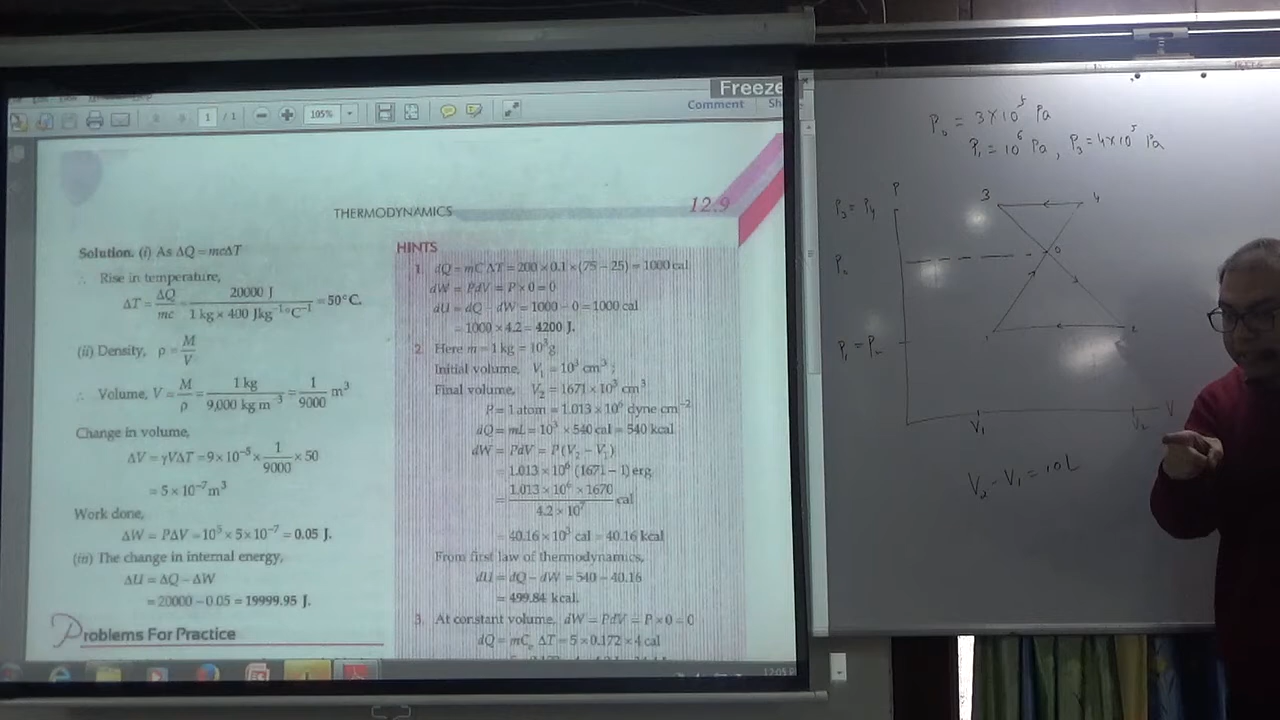 Freeze
1 / 1
105%
Comment
THERMODYNAMICS
12.9
Solution. (i) As ΔQ = mcΔT
∴ Rise in temperature,
ΔT = ΔQ/mc = 20000 J / 1 kg × 400 Jkg⁻¹°C⁻¹ = 50°C.
(ii) Density, ρ = M/V
∴ Volume, V = M/ρ = 1 kg / 9,000 kg m⁻³ = 1/9000 m³
Change in volume,
ΔV = γVΔT = 9 × 10⁻⁵ × 1/9000 × 50
= 5 × 10⁻⁷ m³
Work done,
ΔW = PΔV = 10⁵ × 5 × 10⁻⁷ = 0.05 J.
(iii) The change in internal energy,
ΔU = ΔQ – ΔW
= 20000 – 0.05 = 19999.95 J.
Problems For Practice
HINTS
1. dQ = mC ΔT = 200 × 0.1 × (75 – 25) = 1000 cal
dW = PdV = P × 0 = 0
dU = dQ – dW = 1000 – 0 = 1000 cal
= 1000 × 4.2 = 4200 J.
2. Here m = 1 kg = 10³ g
Initial volume, V₁ = 10³ cm³ ;
Final volume, V₂ = 1671 × 10³ cm³
P = 1 atom = 1.013 × 10⁶ dyne cm⁻²
dQ = mL = 10³ × 540 cal = 540 kcal
dW = PdV = P(V₂ – V₁)
= 1.013 × 10⁶ (1671 – 1) erg
= 1.013 × 10⁶ × 1670 / 4.2 × 10⁷ cal
= 40.16 × 10³ cal = 40.16 kcal
From first law of thermodynamics,
dU = dQ – dW = 540 – 40.16
= 499.84 kcal.
3. At constant volume, dW = PdV = P × 0 = 0
dQ = mCᵥ ΔT = 5 × 0.172 × 4 cal
12:05 P
P₀ = 3×10⁵ Pa
P₁ = 10⁶ Pa, P₃ = 4×10⁵ Pa
P
3
4
P₃ = P₄
0
P₀
P₁ = P₂
1
2
V₁
V₂
V
V₂ – V₁ = 10L